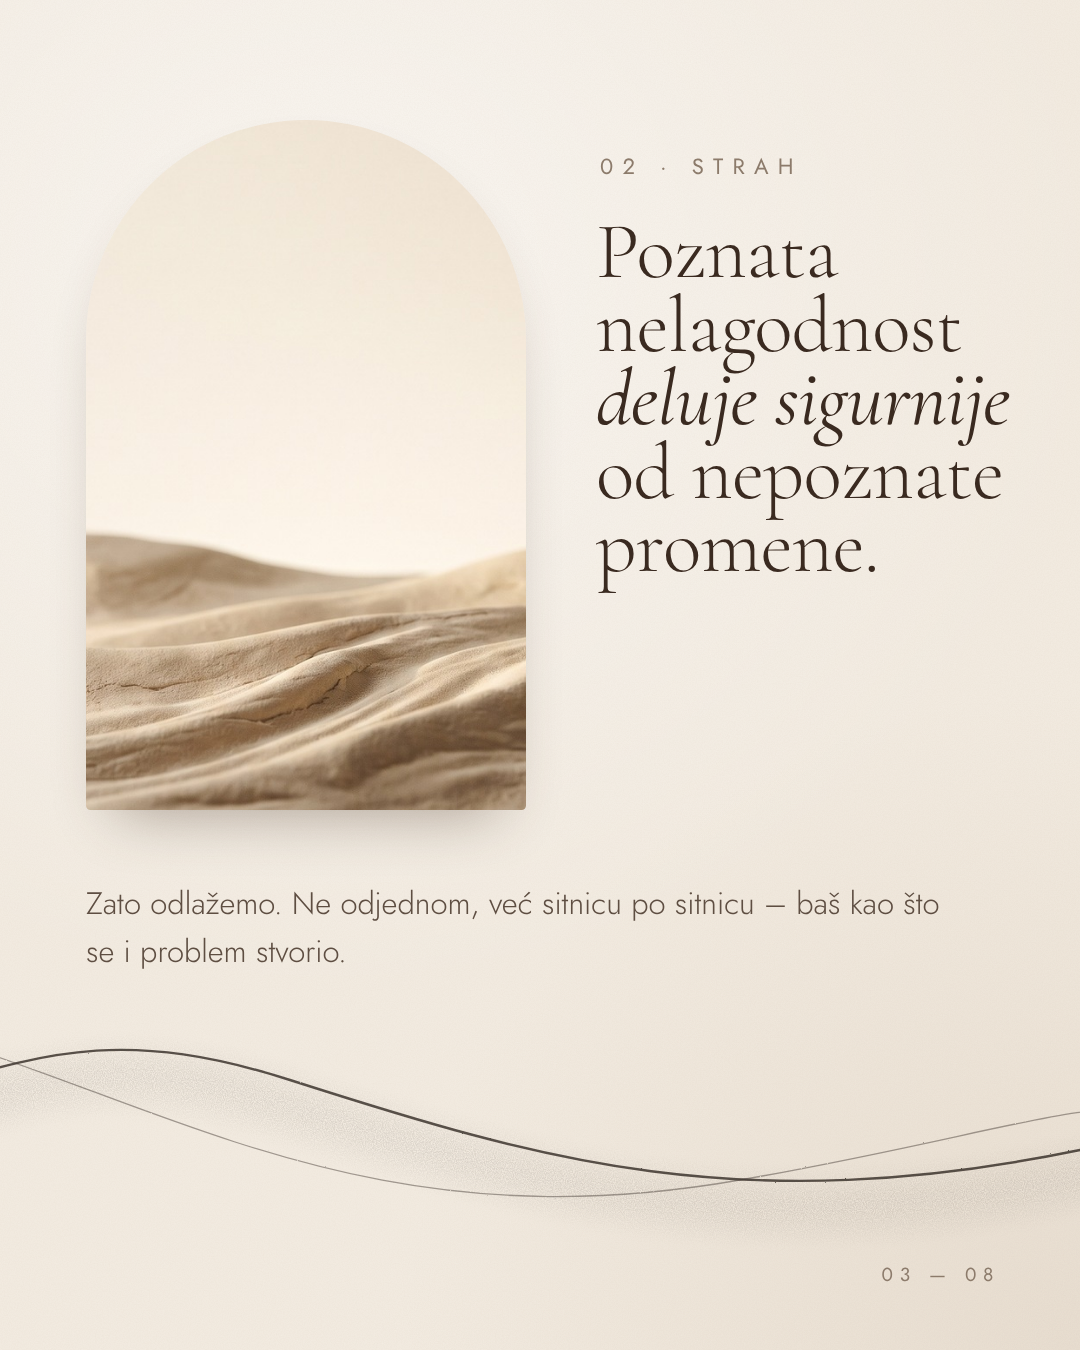 02 · STRAH
Poznata
nelagodnost
deluje sigurnije
od nepoznate
promene.
Zato odlažemo. Ne odjednom, već sitnicu po sitnicu – baš kao što
se i problem stvorio.
03 — 08